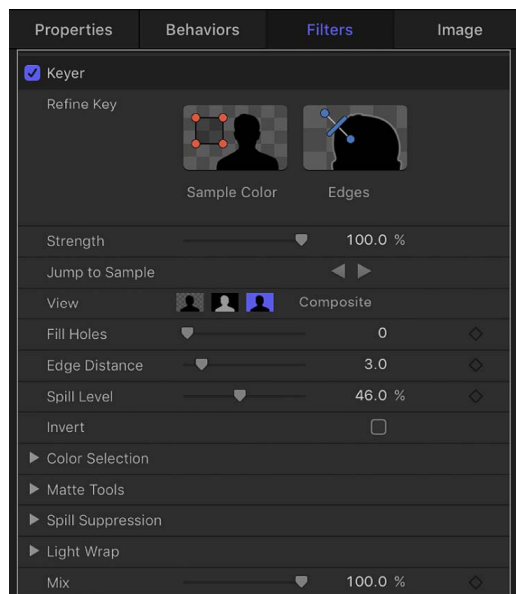 Properties Behaviors Filters Image
Keyer
Refine Key
Sample Color Edges
Strength 100.0 %
Jump to Sample
View Composite
Fill Holes 0
Edge Distance 3.0
Spill Level 46.0 %
Invert
Color Selection
Matte Tools
Spill Suppression
Light Wrap
Mix 100.0 %